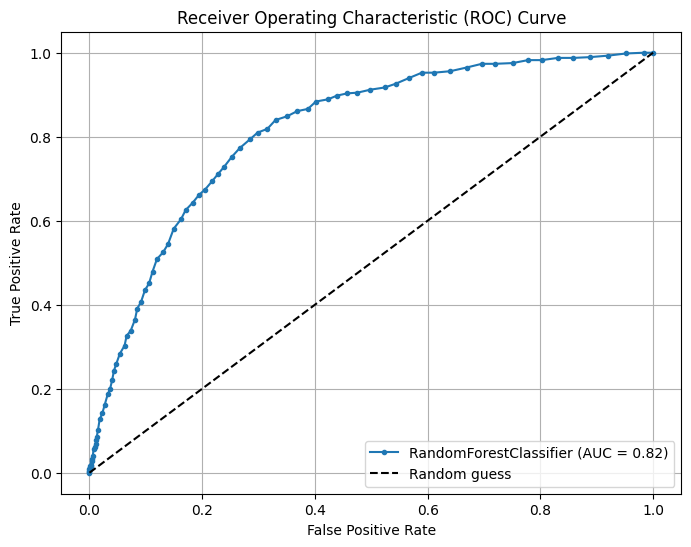 Receiver Operating Characteristic (ROC) Curve
1.0
0.8
0.6
0.4
0.2
0.0
True Positive Rate
RandomForestClassifier (AUC = 0.82)
Random guess
0.0 0.2 0.4 0.6 0.8 1.0
False Positive Rate